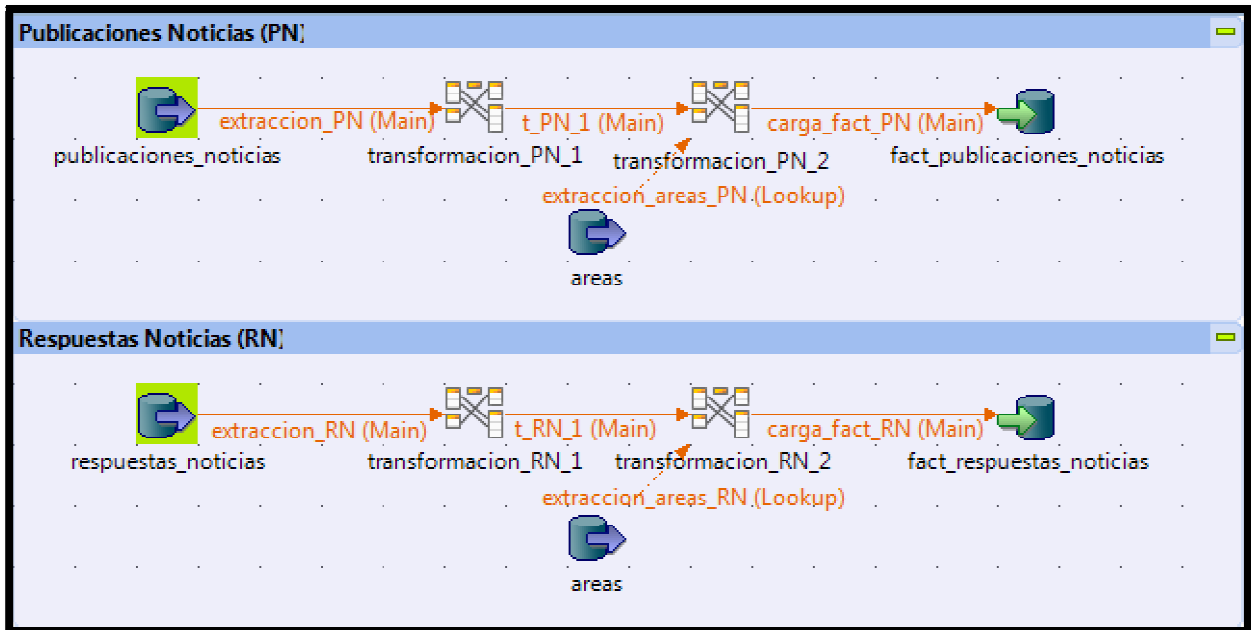 Publicaciones Noticias (PN)
extraccion_PN (Main)
t_PN_1 (Main)
carga_fact_PN (Main)
publicaciones_noticias
transformacion_PN_1
transformacion_PN_2
fact_publicaciones_noticias
extraccion_areas_PN (Lookup)
areas
Respuestas Noticias (RN)
extraccion_RN (Main)
t_RN_1 (Main)
carga_fact_RN (Main)
respuestas_noticias
transformacion_RN_1
transformacion_RN_2
fact_respuestas_noticias
extraccion_areas_RN (Lookup)
areas